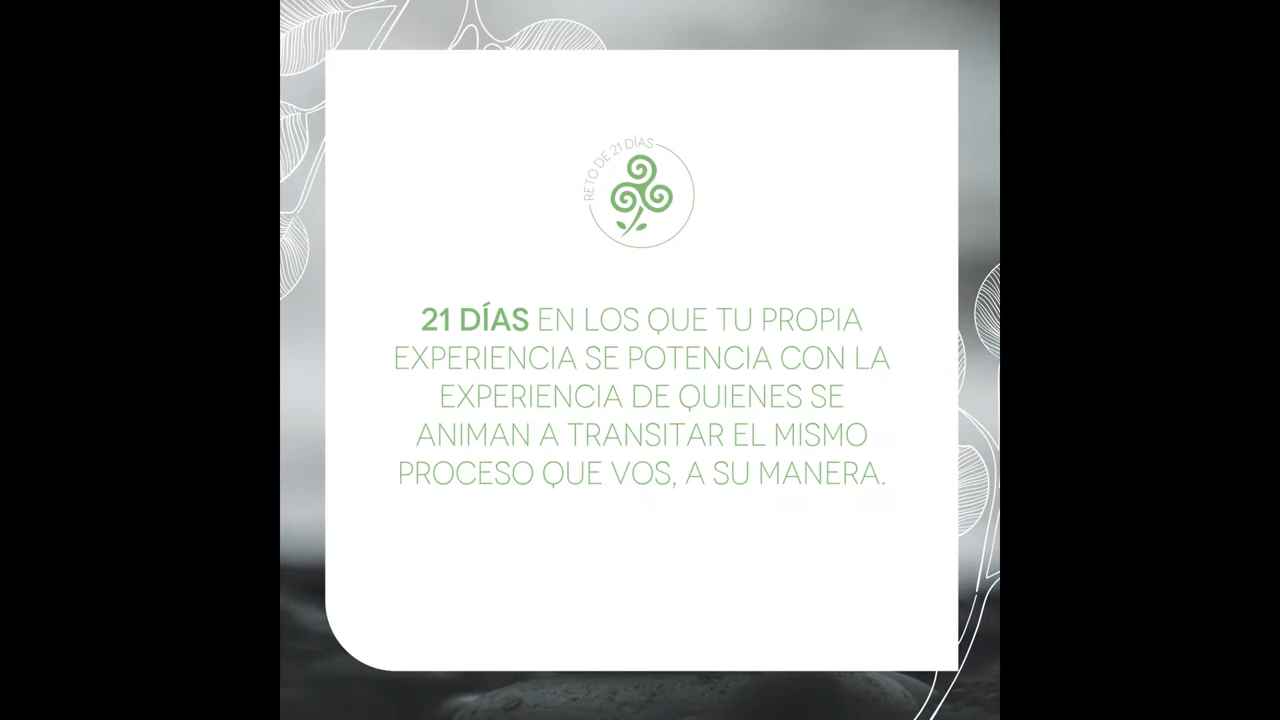 RETO DE 21 DÍAS
21 DÍAS EN LOS QUE TU PROPIA
EXPERIENCIA SE POTENCIA CON LA
EXPERIENCIA DE QUIENES SE
ANIMAN A TRANSITAR EL MISMO
PROCESO QUE VOS, A SU MANERA.